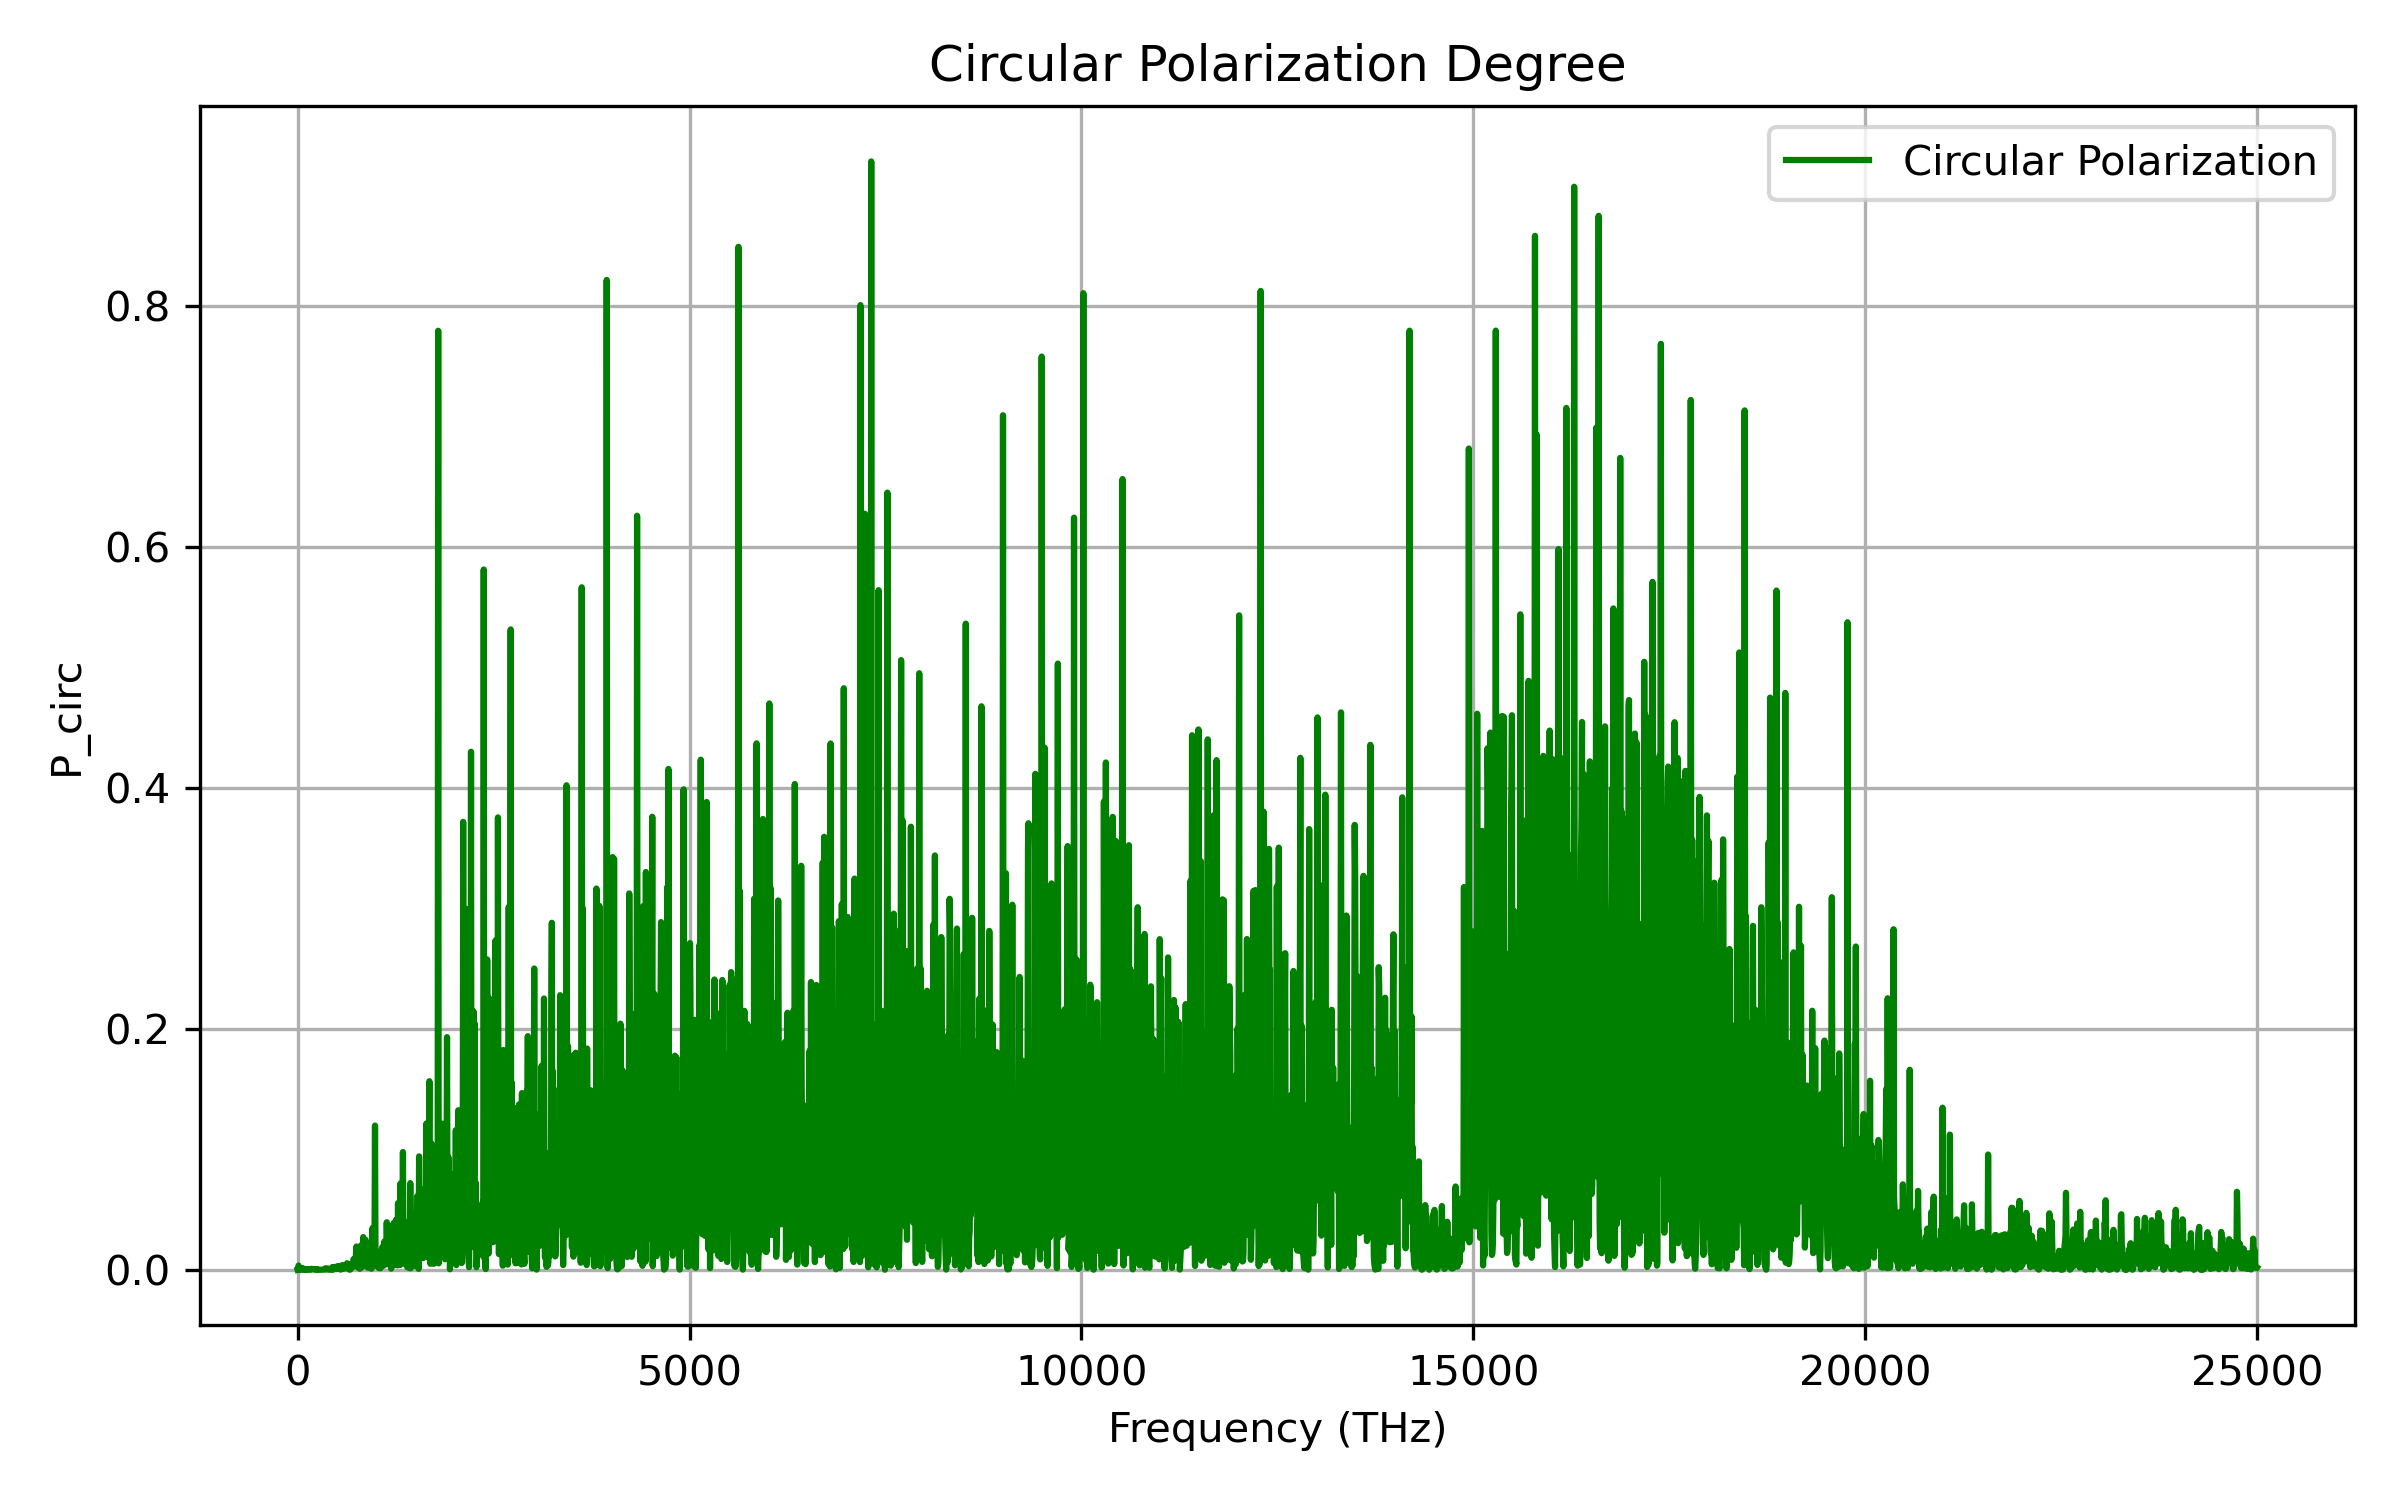 Circular Polarization Degree
Circular Polarization
P_circ
0.8
0.6
0.4
0.2
0.0
0
5000
10000
15000
20000
25000
Frequency (THz)